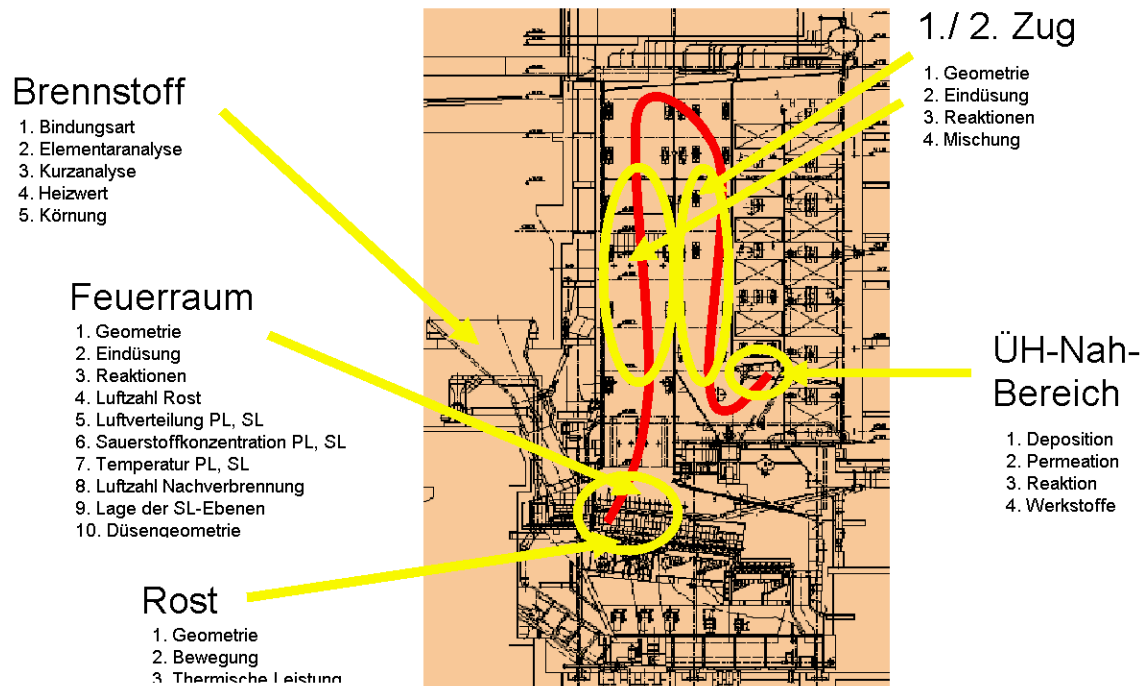 Brennstoff
1. Bindungsart
2. Elementaranalyse
3. Kurzanalyse
4. Heizwert
5. Körnung
Feuerraum
1. Geometrie
2. Eindüsung
3. Reaktionen
4. Luftzahl Rost
5. Luftverteilung PL, SL
6. Sauerstoffkonzentration PL, SL
7. Temperatur PL, SL
8. Luftzahl Nachverbrennung
9. Lage der SL-Ebenen
10. Düsengeometrie
Rost
1. Geometrie
2. Bewegung
3. Thermische Leistung
1./ 2. Zug
1. Geometrie
2. Eindüsung
3. Reaktionen
4. Mischung
ÜH-Nah-
Bereich
1. Deposition
2. Permeation
3. Reaktion
4. Werkstoffe